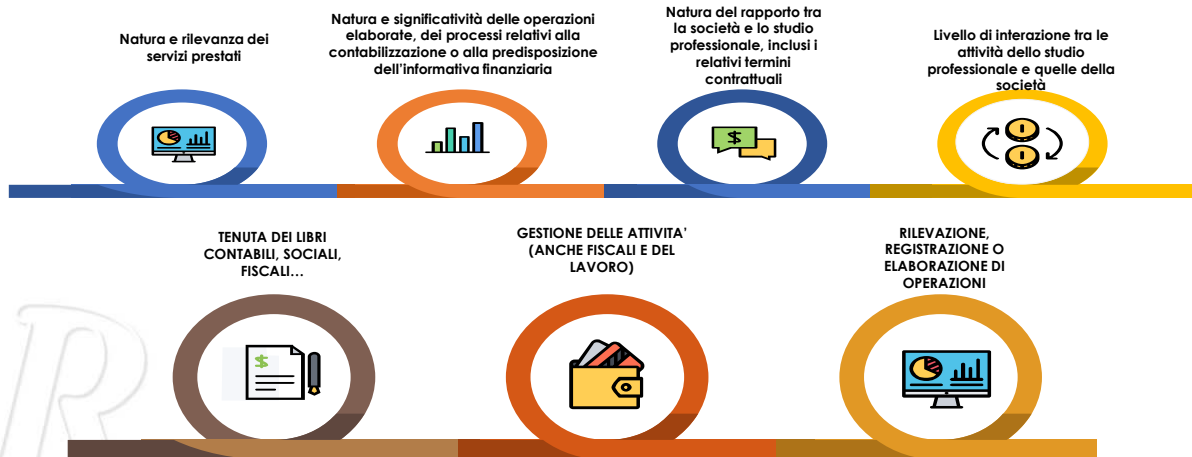 Natura e rilevanza dei
servizi prestati
Natura e significatività delle operazioni
elaborate, dei processi relativi alla
contabilizzazione o alla predisposizione
dell'informativa finanziaria
Natura del rapporto tra
la società e lo studio
professionale, inclusi i
relativi termini
contrattuali
Livello di interazione tra le
attività dello studio
professionale e quelle della
società
TENUTA DEI LIBRI
CONTABILI, SOCIALI,
FISCALI…
GESTIONE DELLE ATTIVITA'
(ANCHE FISCALI E DEL
LAVORO)
RILEVAZIONE,
REGISTRAZIONE O
ELABORAZIONE DI
OPERAZIONI
R